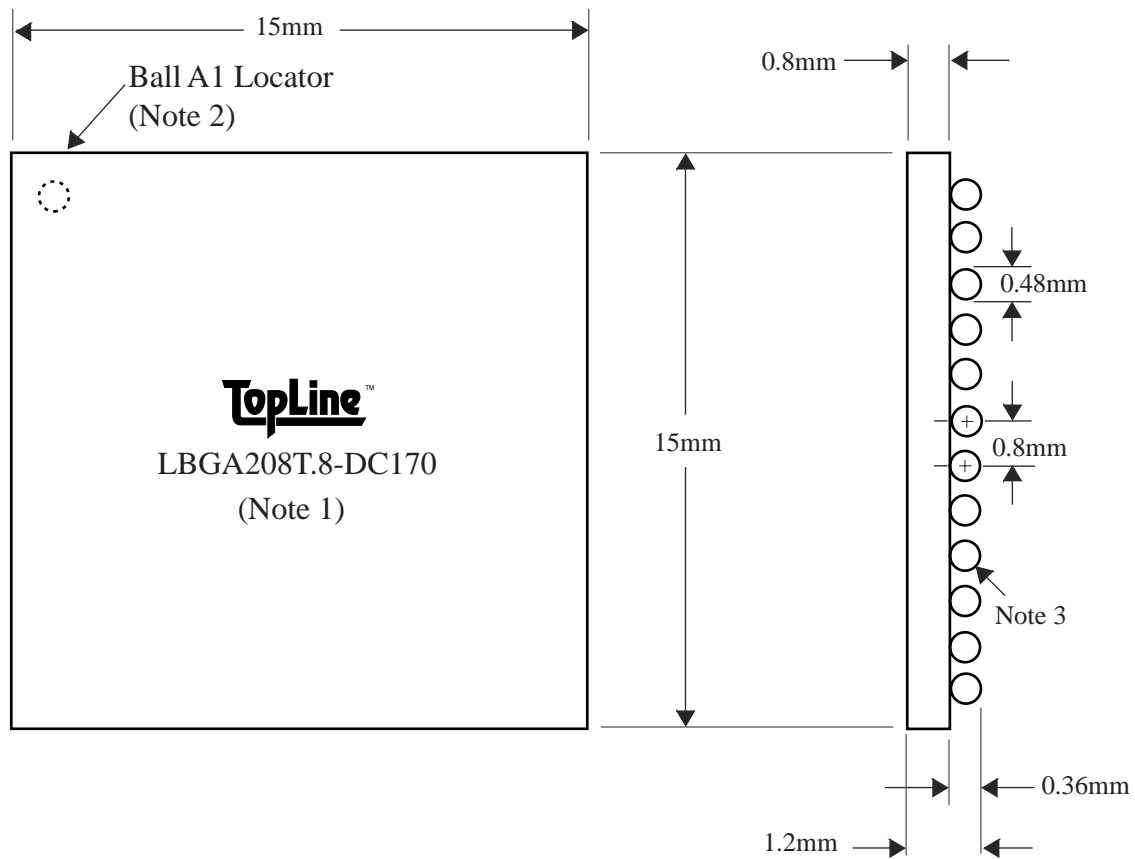 15mm
0.8mm
Ball A1 Locator
(Note 2)
0.48mm
TopLine™
15mm
0.8mm
LBGA208T.8-DC170
(Note 1)
Note 3
0.36mm
1.2mm